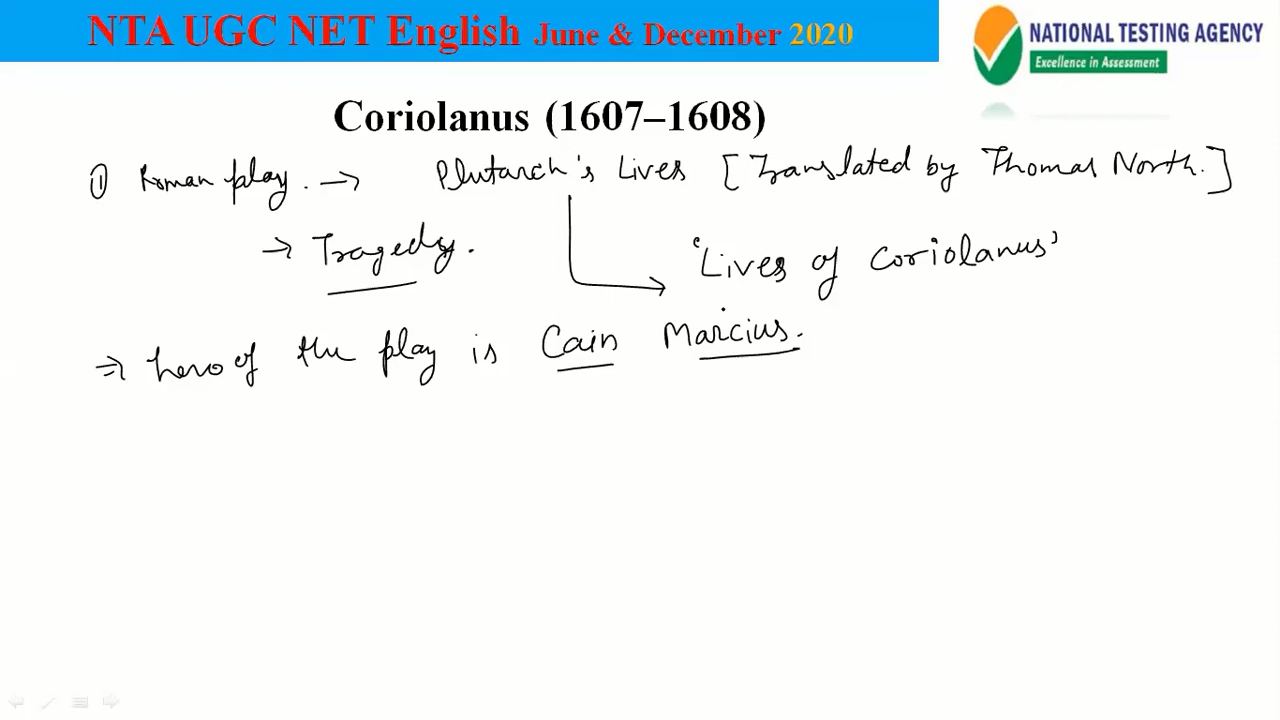 NTA UGC NET English June & December 2020
NATIONAL TESTING AGENCY
Excellence in Assessment
Coriolanus (1607–1608)
① Roman play. → Plutarch's Lives [Translated by Thomas North.]
→ Tragedy.
'Lives of Coriolanus'
⇒ hero of the play is Cain Marcius.